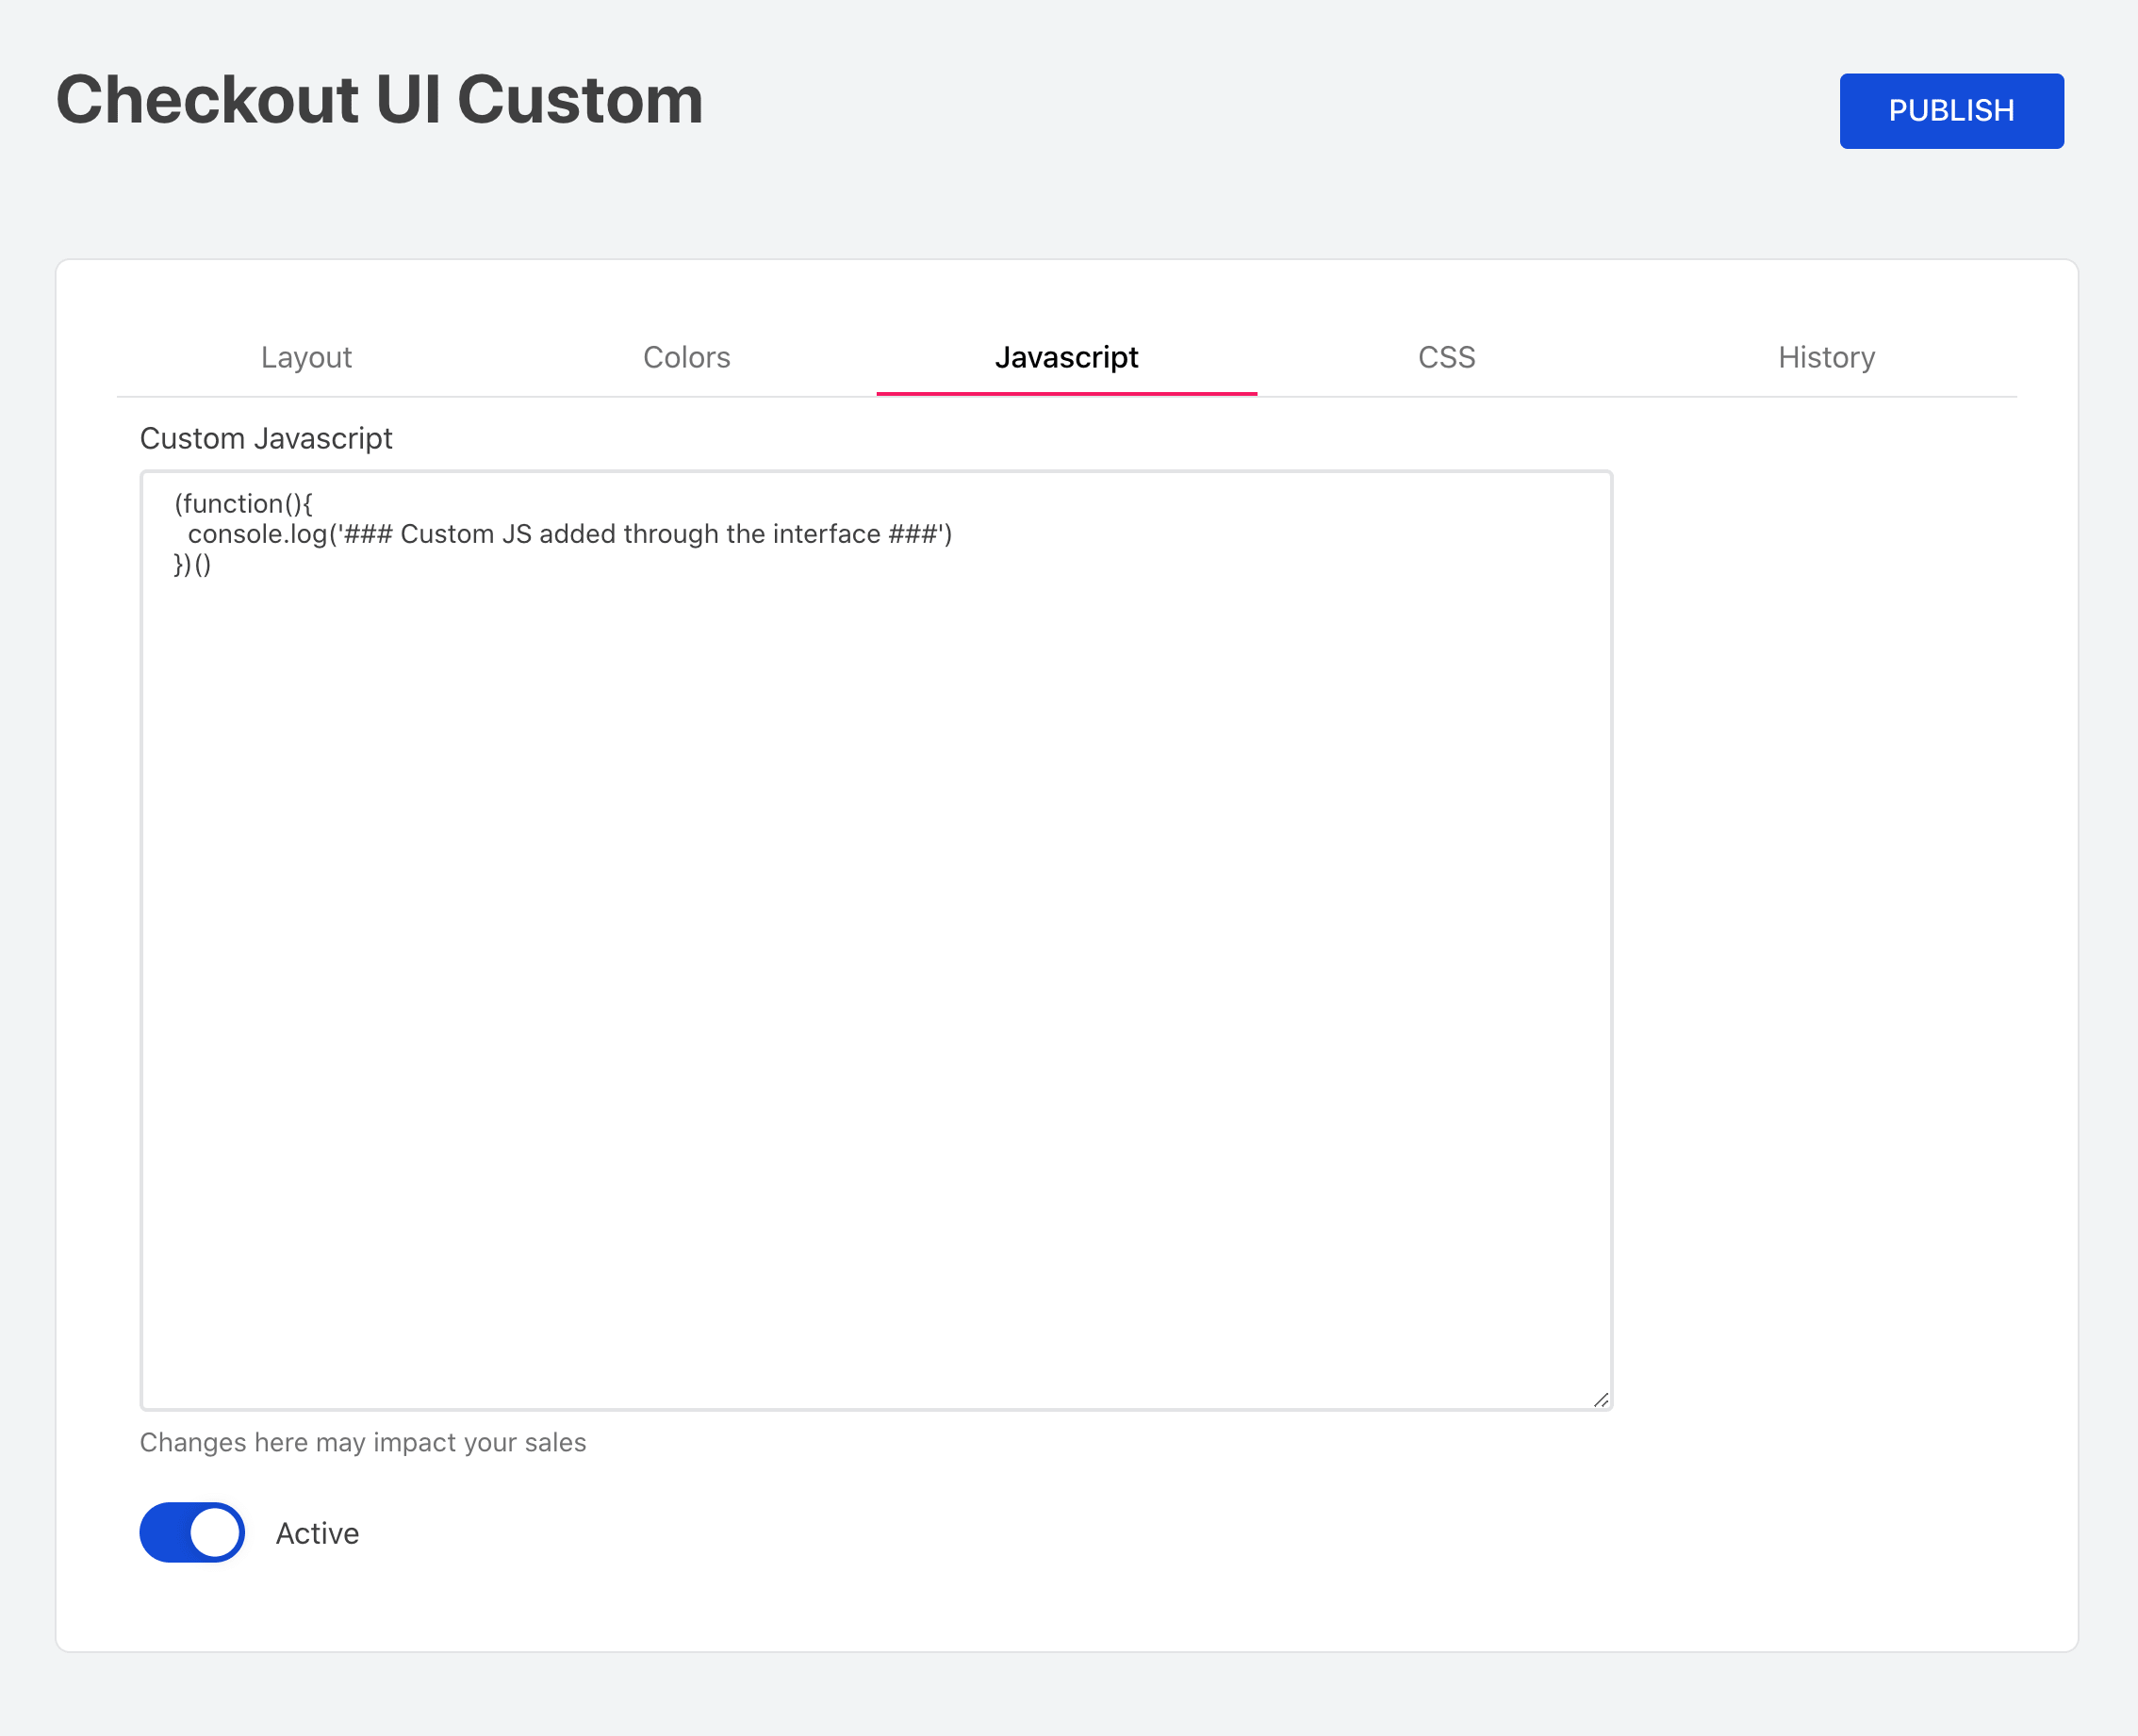 Checkout UI Custom
PUBLISH
Layout
Colors
Javascript
CSS
History
Custom Javascript
(function(){
  console.log('### Custom JS added through the interface ###')
})()
Changes here may impact your sales
Active